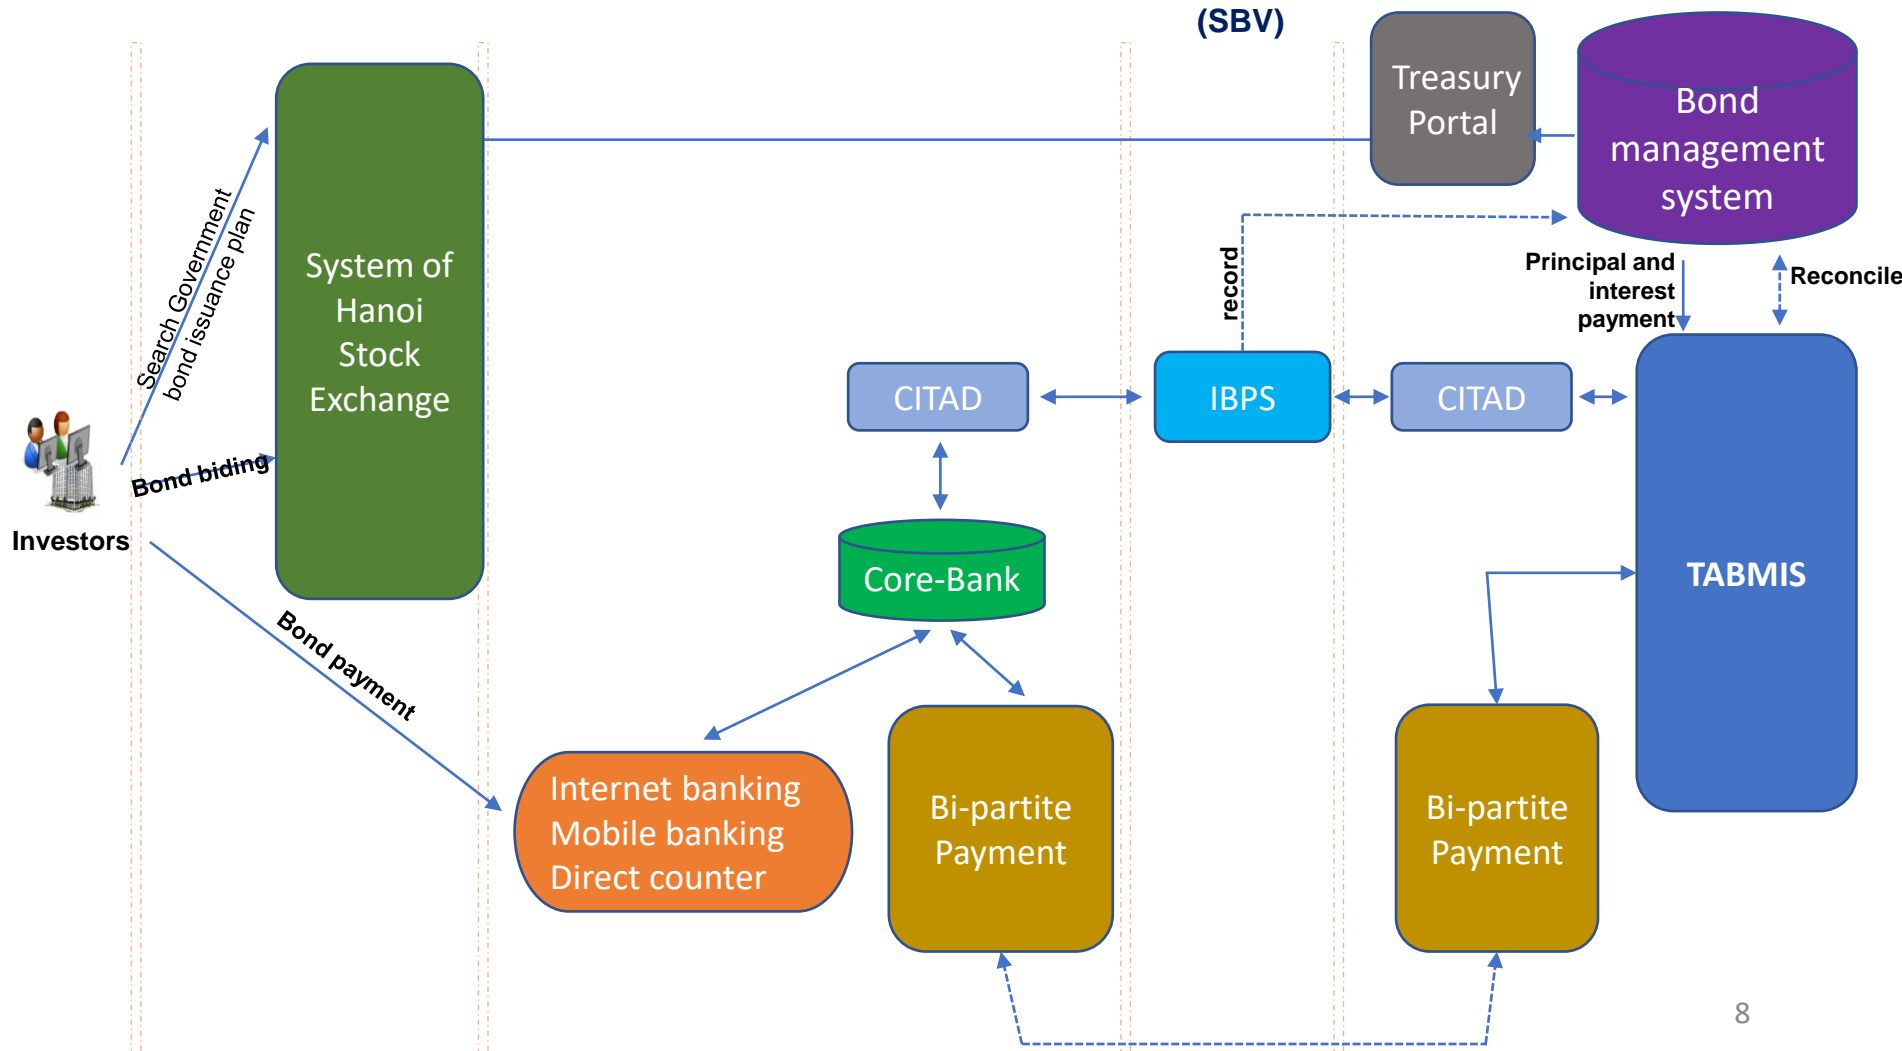 (SBV)
Treasury
Portal
Bond
management
system
System of
Hanoi
Stock
Exchange
Search Government
bond issuance plan
Bond biding
Investors
Bond payment
record
Principal and
interest
payment
Reconcile
CITAD
IBPS
CITAD
Core-Bank
TABMIS
Internet banking
Mobile banking
Direct counter
Bi-partite
Payment
Bi-partite
Payment
8